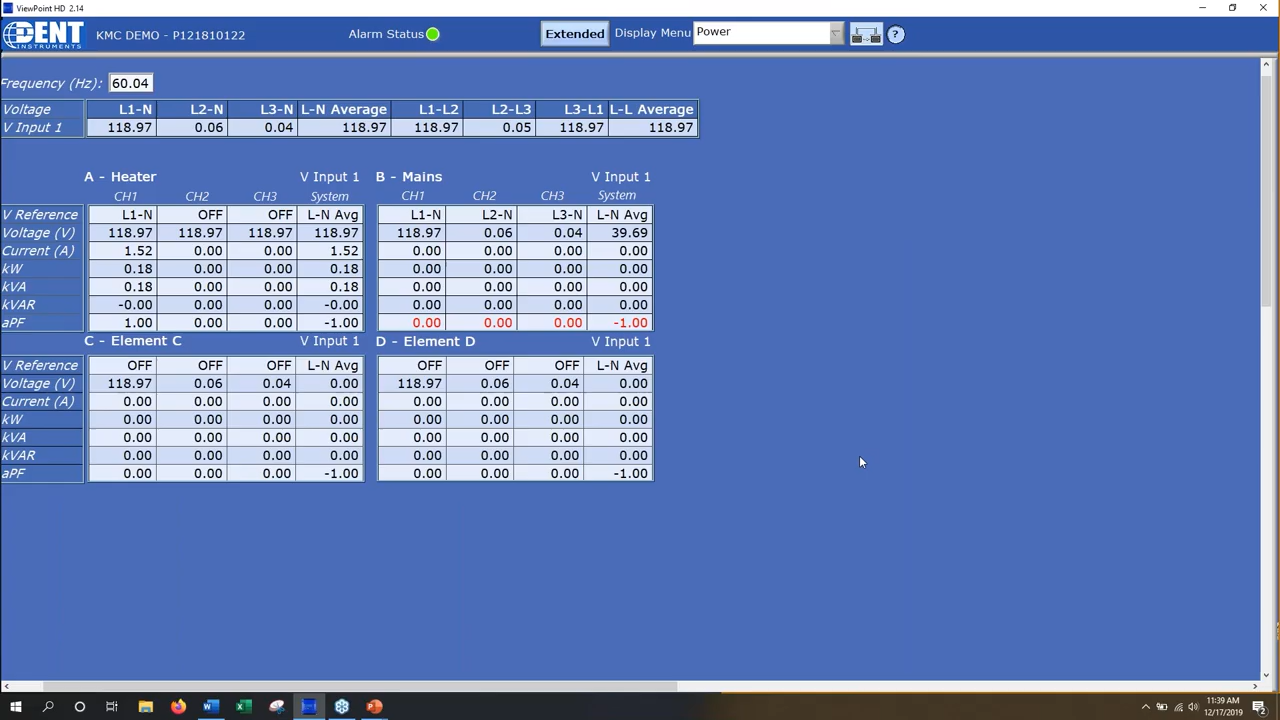 ViewPoint HD 2.14
DENT INSTRUMENTS KMC DEMO - P121810122 Alarm Status Extended Display Menu Power ?
Frequency (Hz): 60.04
Voltage L1-N L2-N L3-N L-N Average L1-L2 L2-L3 L3-L1 L-L Average
V Input 1 118.97 0.06 0.04 118.97 118.97 0.05 118.97 118.97
A - Heater V Input 1 B - Mains V Input 1
CH1 CH2 CH3 System CH1 CH2 CH3 System
V Reference L1-N OFF OFF L-N Avg L1-N L2-N L3-N L-N Avg
Voltage (V) 118.97 118.97 118.97 118.97 118.97 0.06 0.04 39.69
Current (A) 1.52 0.00 0.00 1.52 0.00 0.00 0.00 0.00
kW 0.18 0.00 0.00 0.18 0.00 0.00 0.00 0.00
kVA 0.18 0.00 0.00 0.18 0.00 0.00 0.00 0.00
kVAR -0.00 0.00 0.00 -0.00 0.00 0.00 0.00 0.00
aPF 1.00 0.00 0.00 -1.00 0.00 0.00 0.00 -1.00
C - Element C V Input 1 D - Element D V Input 1
V Reference OFF OFF OFF L-N Avg OFF OFF OFF L-N Avg
Voltage (V) 118.97 0.06 0.04 0.00 118.97 0.06 0.04 0.00
Current (A) 0.00 0.00 0.00 0.00 0.00 0.00 0.00 0.00
kW 0.00 0.00 0.00 0.00 0.00 0.00 0.00 0.00
kVA 0.00 0.00 0.00 0.00 0.00 0.00 0.00 0.00
kVAR 0.00 0.00 0.00 0.00 0.00 0.00 0.00 0.00
aPF 0.00 0.00 0.00 -1.00 0.00 0.00 0.00 -1.00
11:39 AM
12/17/2019
2